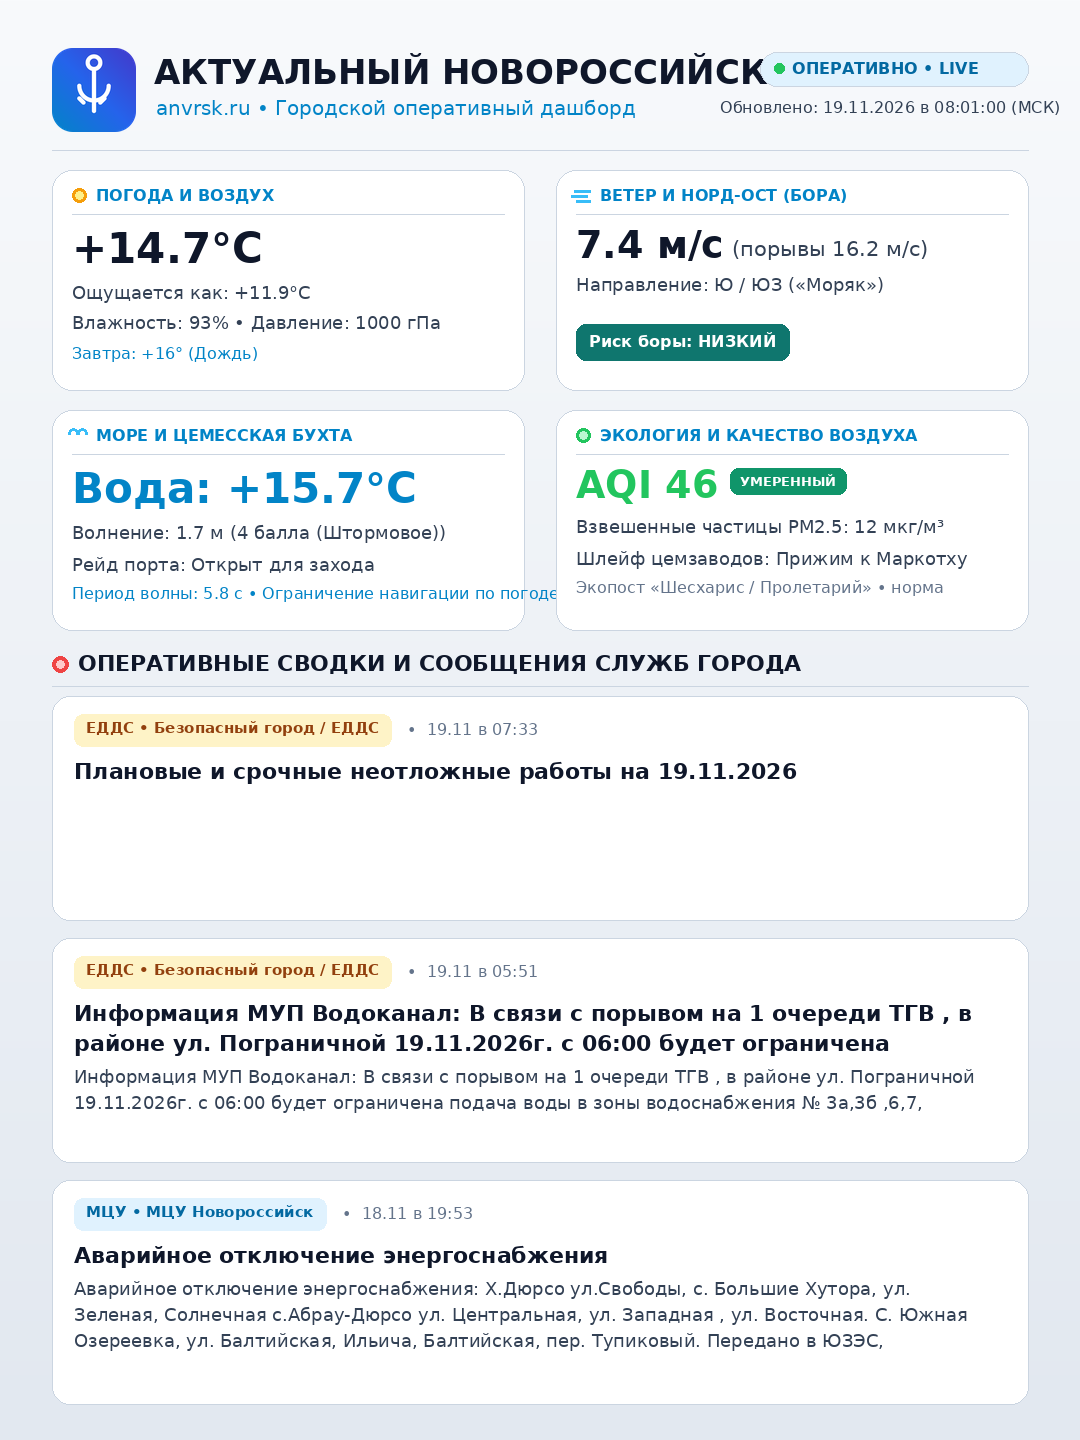 АКТУАЛЬНЫЙ НОВОРОССИЙСК
ОПЕРАТИВНО • LIVE
anvrsk.ru • Городской оперативный дашборд
Обновлено: 19.11.2026 в 08:01:00 (МСК)
ПОГОДА И ВОЗДУХ
+14.7°C
Ощущается как: +11.9°C
Влажность: 93% • Давление: 1000 гПа
Завтра: +16° (Дождь)
ВЕТЕР И НОРД-ОСТ (БОРА)
7.4 м/с (порывы 16.2 м/с)
Направление: Ю / ЮЗ («Моряк»)
Риск боры: НИЗКИЙ
МОРЕ И ЦЕМЕССКАЯ БУХТА
Вода: +15.7°C
Волнение: 1.7 м (4 балла (Штормовое))
Рейд порта: Открыт для захода
Период волны: 5.8 с • Ограничение навигации по погоде
ЭКОЛОГИЯ И КАЧЕСТВО ВОЗДУХА
AQI 46 УМЕРЕННЫЙ
Взвешенные частицы PM2.5: 12 мкг/м³
Шлейф цемзаводов: Прижим к Маркотху
Экопост «Шесхарис / Пролетарий» • норма
ОПЕРАТИВНЫЕ СВОДКИ И СООБЩЕНИЯ СЛУЖБ ГОРОДА
ЕДДС • Безопасный город / ЕДДС • 19.11 в 07:33
Плановые и срочные неотложные работы на 19.11.2026
ЕДДС • Безопасный город / ЕДДС • 19.11 в 05:51
Информация МУП Водоканал: В связи с порывом на 1 очереди ТГВ , в
районе ул. Пограничной 19.11.2026г. с 06:00 будет ограничена
Информация МУП Водоканал: В связи с порывом на 1 очереди ТГВ , в районе ул. Пограничной
19.11.2026г. с 06:00 будет ограничена подача воды в зоны водоснабжения № 3а,3б ,6,7,
МЦУ • МЦУ Новороссийск • 18.11 в 19:53
Аварийное отключение энергоснабжения
Аварийное отключение энергоснабжения: Х.Дюрсо ул.Свободы, с. Большие Хутора, ул.
Зеленая, Солнечная с.Абрау-Дюрсо ул. Центральная, ул. Западная , ул. Восточная. С. Южная
Озереевка, ул. Балтийская, Ильича, Балтийская, пер. Тупиковый. Передано в ЮЗЭС,